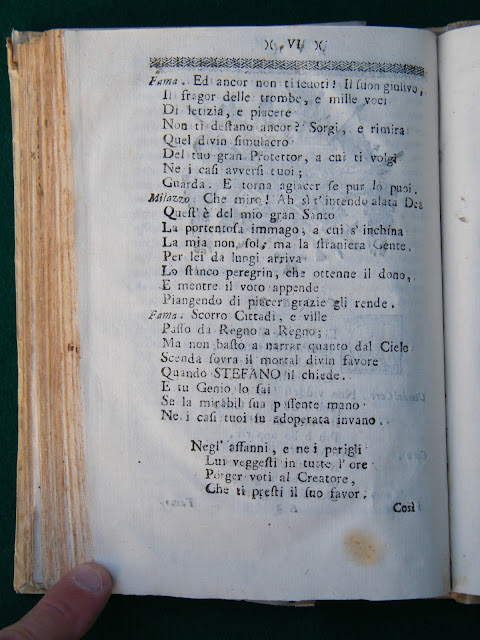 )( VI )(
Fama. Ed ancor non ti scuoti! Il suon giulivo,
Il fragor delle trombe, e mille voci
Di letizia, e piacere
Non ti destano ancor? Sorgi, e rimira
Quel divin simulacro
Del tuo gran Protettor, a cui ti volgi
Ne i casi avversi tuoi;
Guarda. E torna agiacer se pur lo puoi.
Milazzo. Che miro! Ah sì t'intendo alata Dea
Quest'è del mio gran Santo
La portentosa immago, a cui s'inchina
La mia non sol, ma la straniera Gente.
Per lei da lungi arriva
Lo stanco peregrin, che ottenne il dono,
E mentre il voto appende
Piangendo di piacer grazie gli rende.
Fama. Scorro Cittadi, e ville
Passo da Regno a Regno;
Ma non basto a narrar quanto dal Cielo
Scenda sovra il mortal divin favore
Quando STEFANO il chiede.
E tu Genio lo sai
Se la mirabil sua possente mano
Ne i casi tuoi fu adoperata invano.
Negl' affanni, e ne i perigli
Lui veggesti in tutte l'ore
Porger voti al Creatore,
Che ti presti il suo favor.
Così